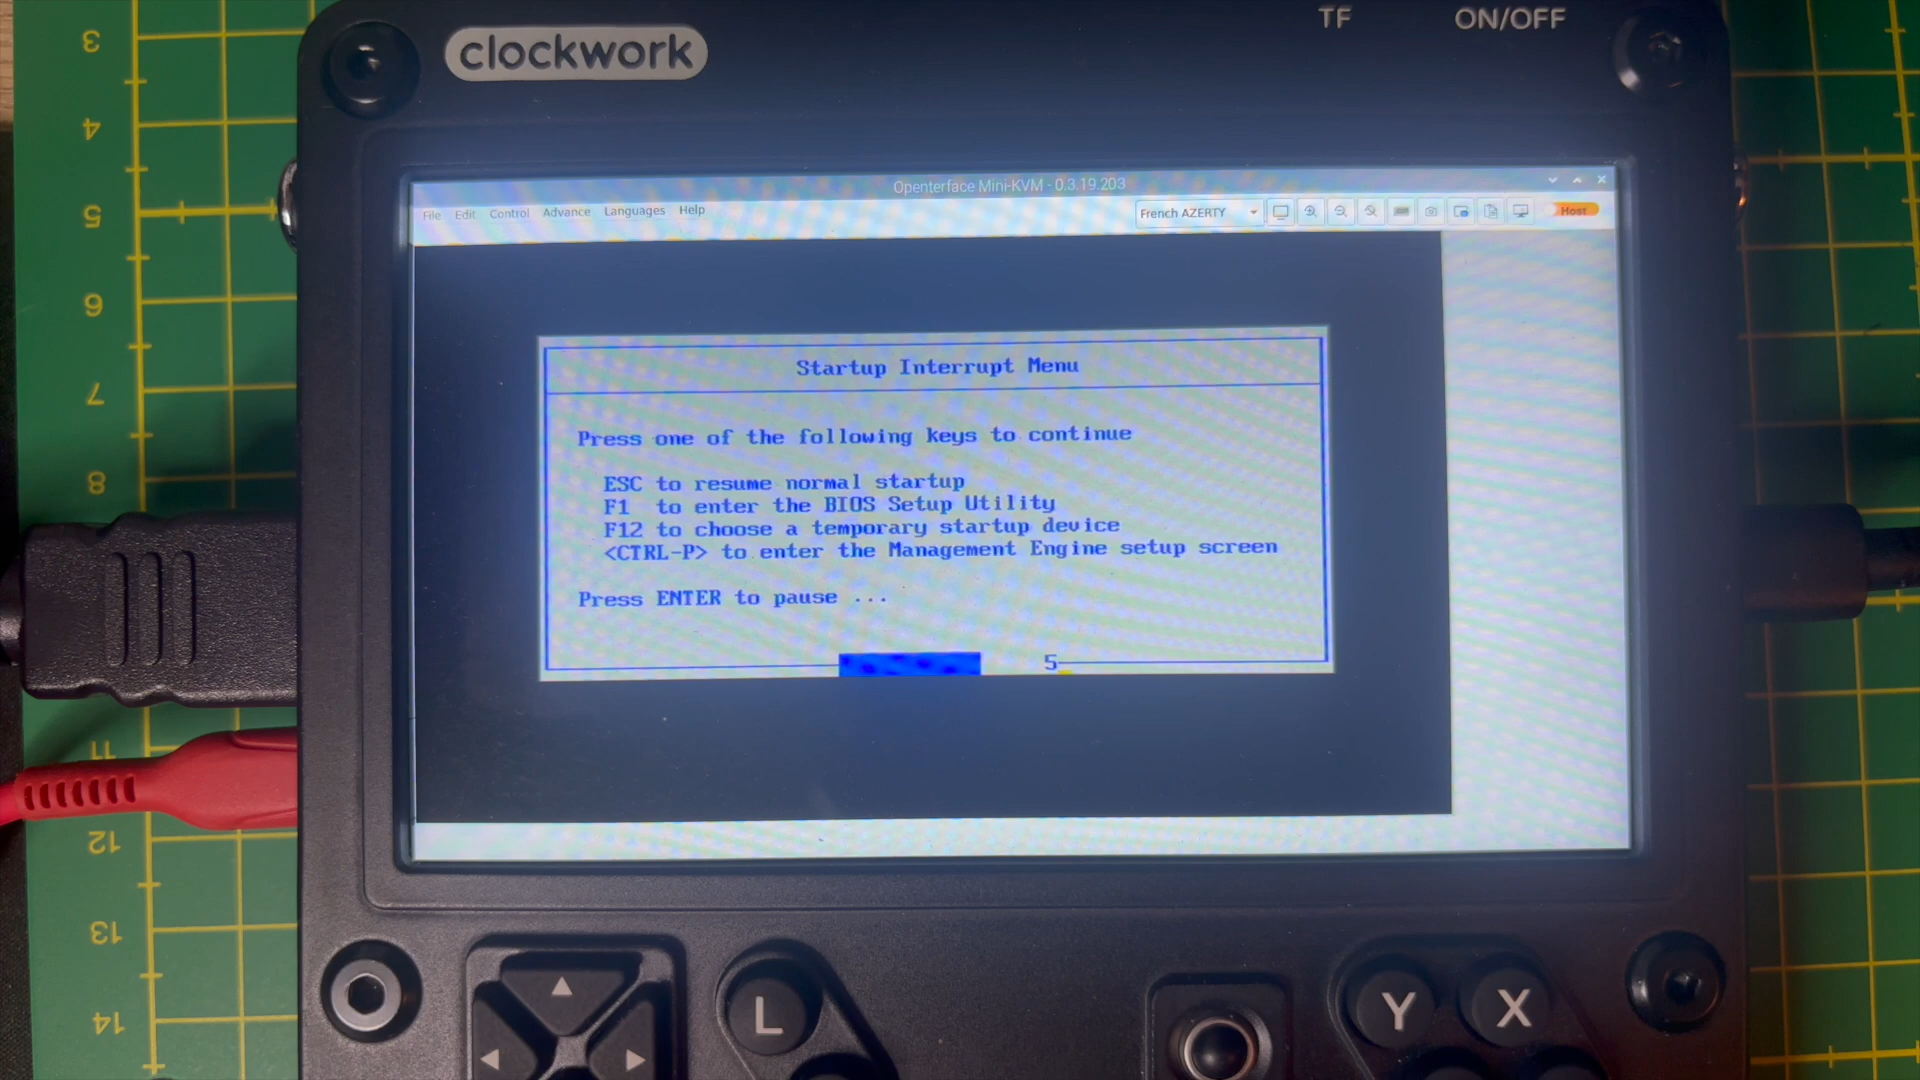 TF ON/OFF
clockwork
Openterface Mini-KVM - 0.3.19.203
File Edit Control Advance Languages Help French AZERTY Host
Startup Interrupt Menu
Press one of the following keys to continue
ESC to resume normal startup
F1 to enter the BIOS Setup Utility
F12 to choose a temporary startup device
<CTRL-P> to enter the Management Engine setup screen
Press ENTER to pause ...
5
L
Y X
3
4
5
6
7
8
11
12
13
14